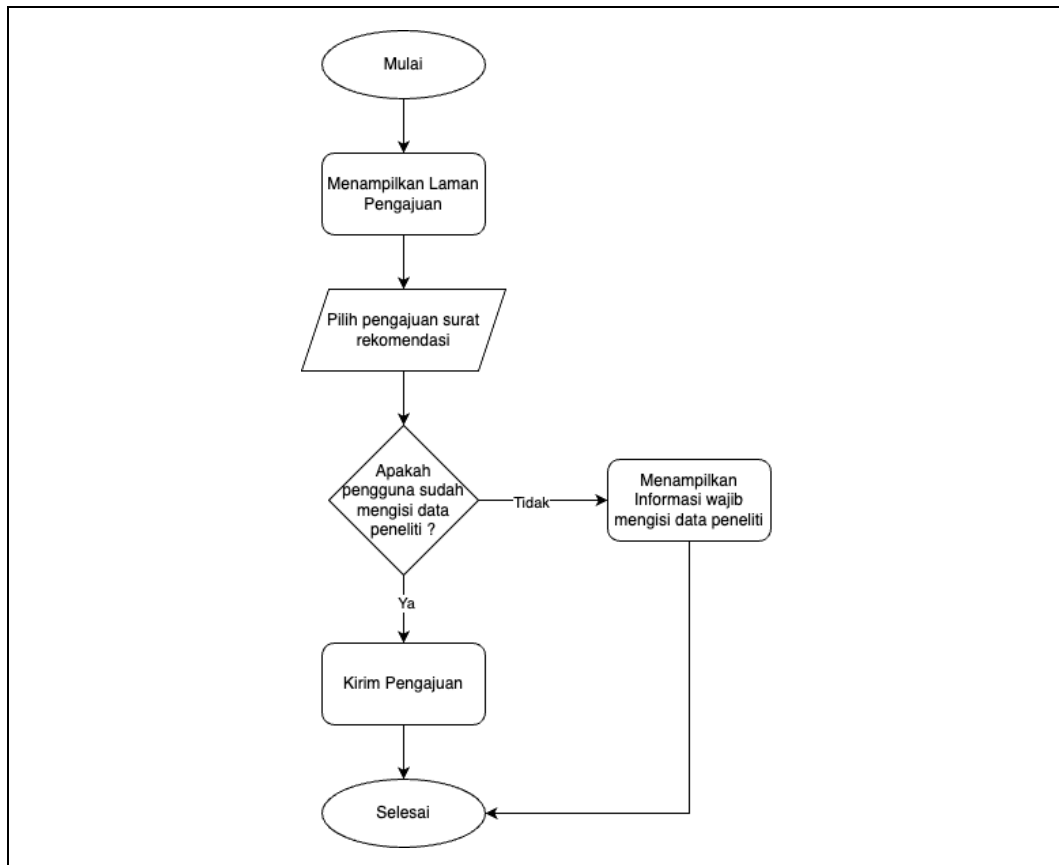 Mulai
Menampilkan Laman
Pengajuan
Pilih pengajuan surat
rekomendasi
Apakah
pengguna sudah
mengisi data
peneliti ?
Tidak
Menampilkan
Informasi wajib
mengisi data peneliti
Ya
Kirim Pengajuan
Selesai